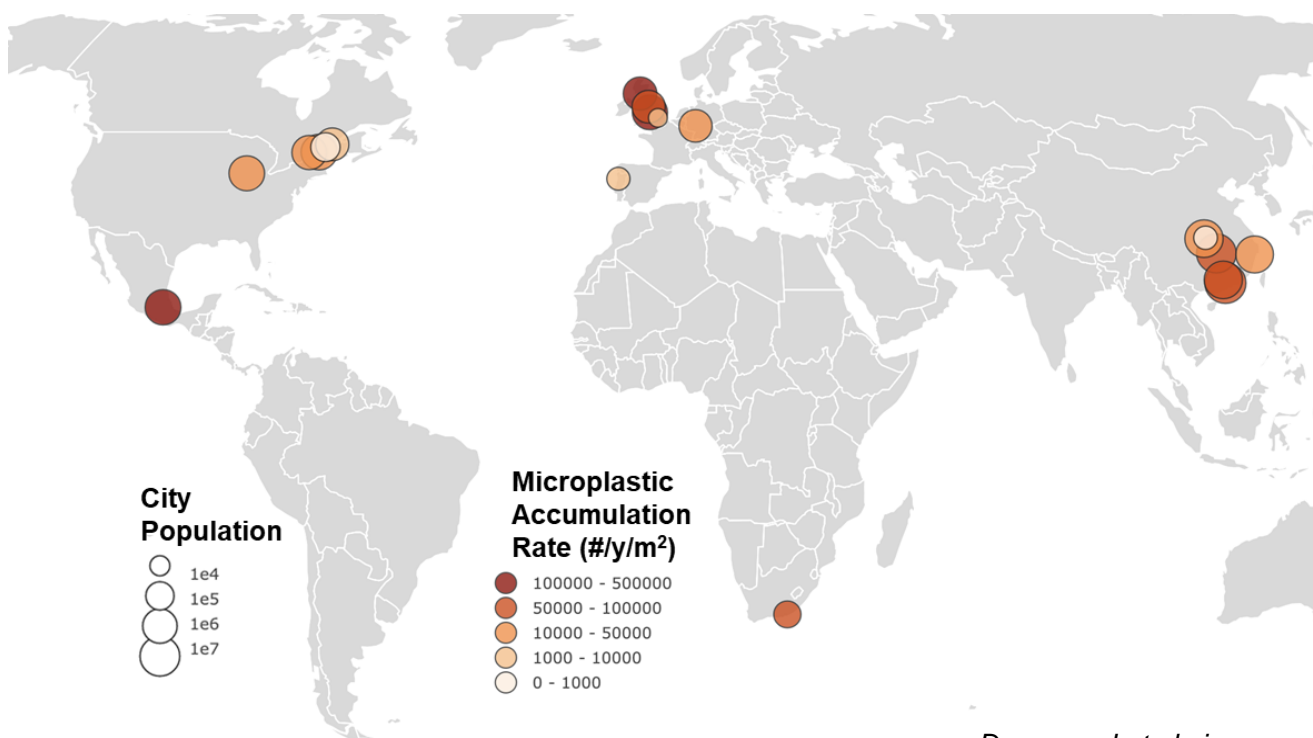 City
Population
1e4
1e5
1e6
1e7
Microplastic
Accumulation
Rate (#/y/m²)
100000 - 500000
50000 - 100000
10000 - 50000
1000 - 10000
0 - 1000